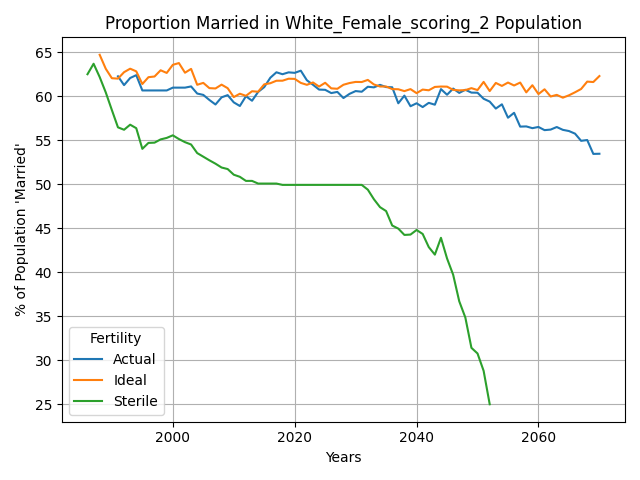 Proportion Married in White_Female_scoring_2 Population
% of Population 'Married'
65
60
55
50
45
40
35
30
25
Fertility
Actual
Ideal
Sterile
2000 2020 2040 2060
Years